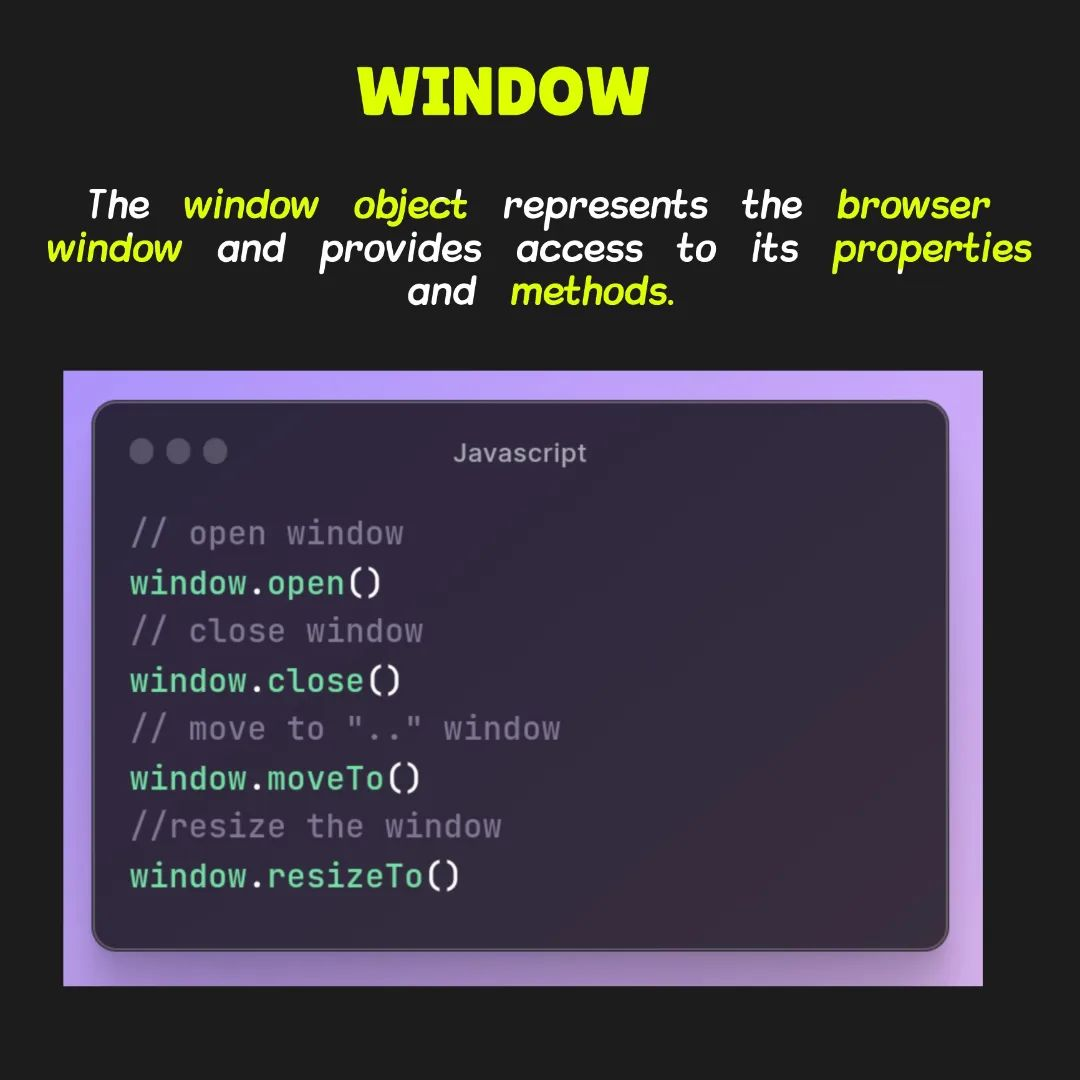 WINDOW
The window object represents the browser
window and provides access to its properties
and methods.
Javascript
// open window
window.open()
// close window
window.close()
// move to ".." window
window.moveTo()
//resize the window
window.resizeTo()